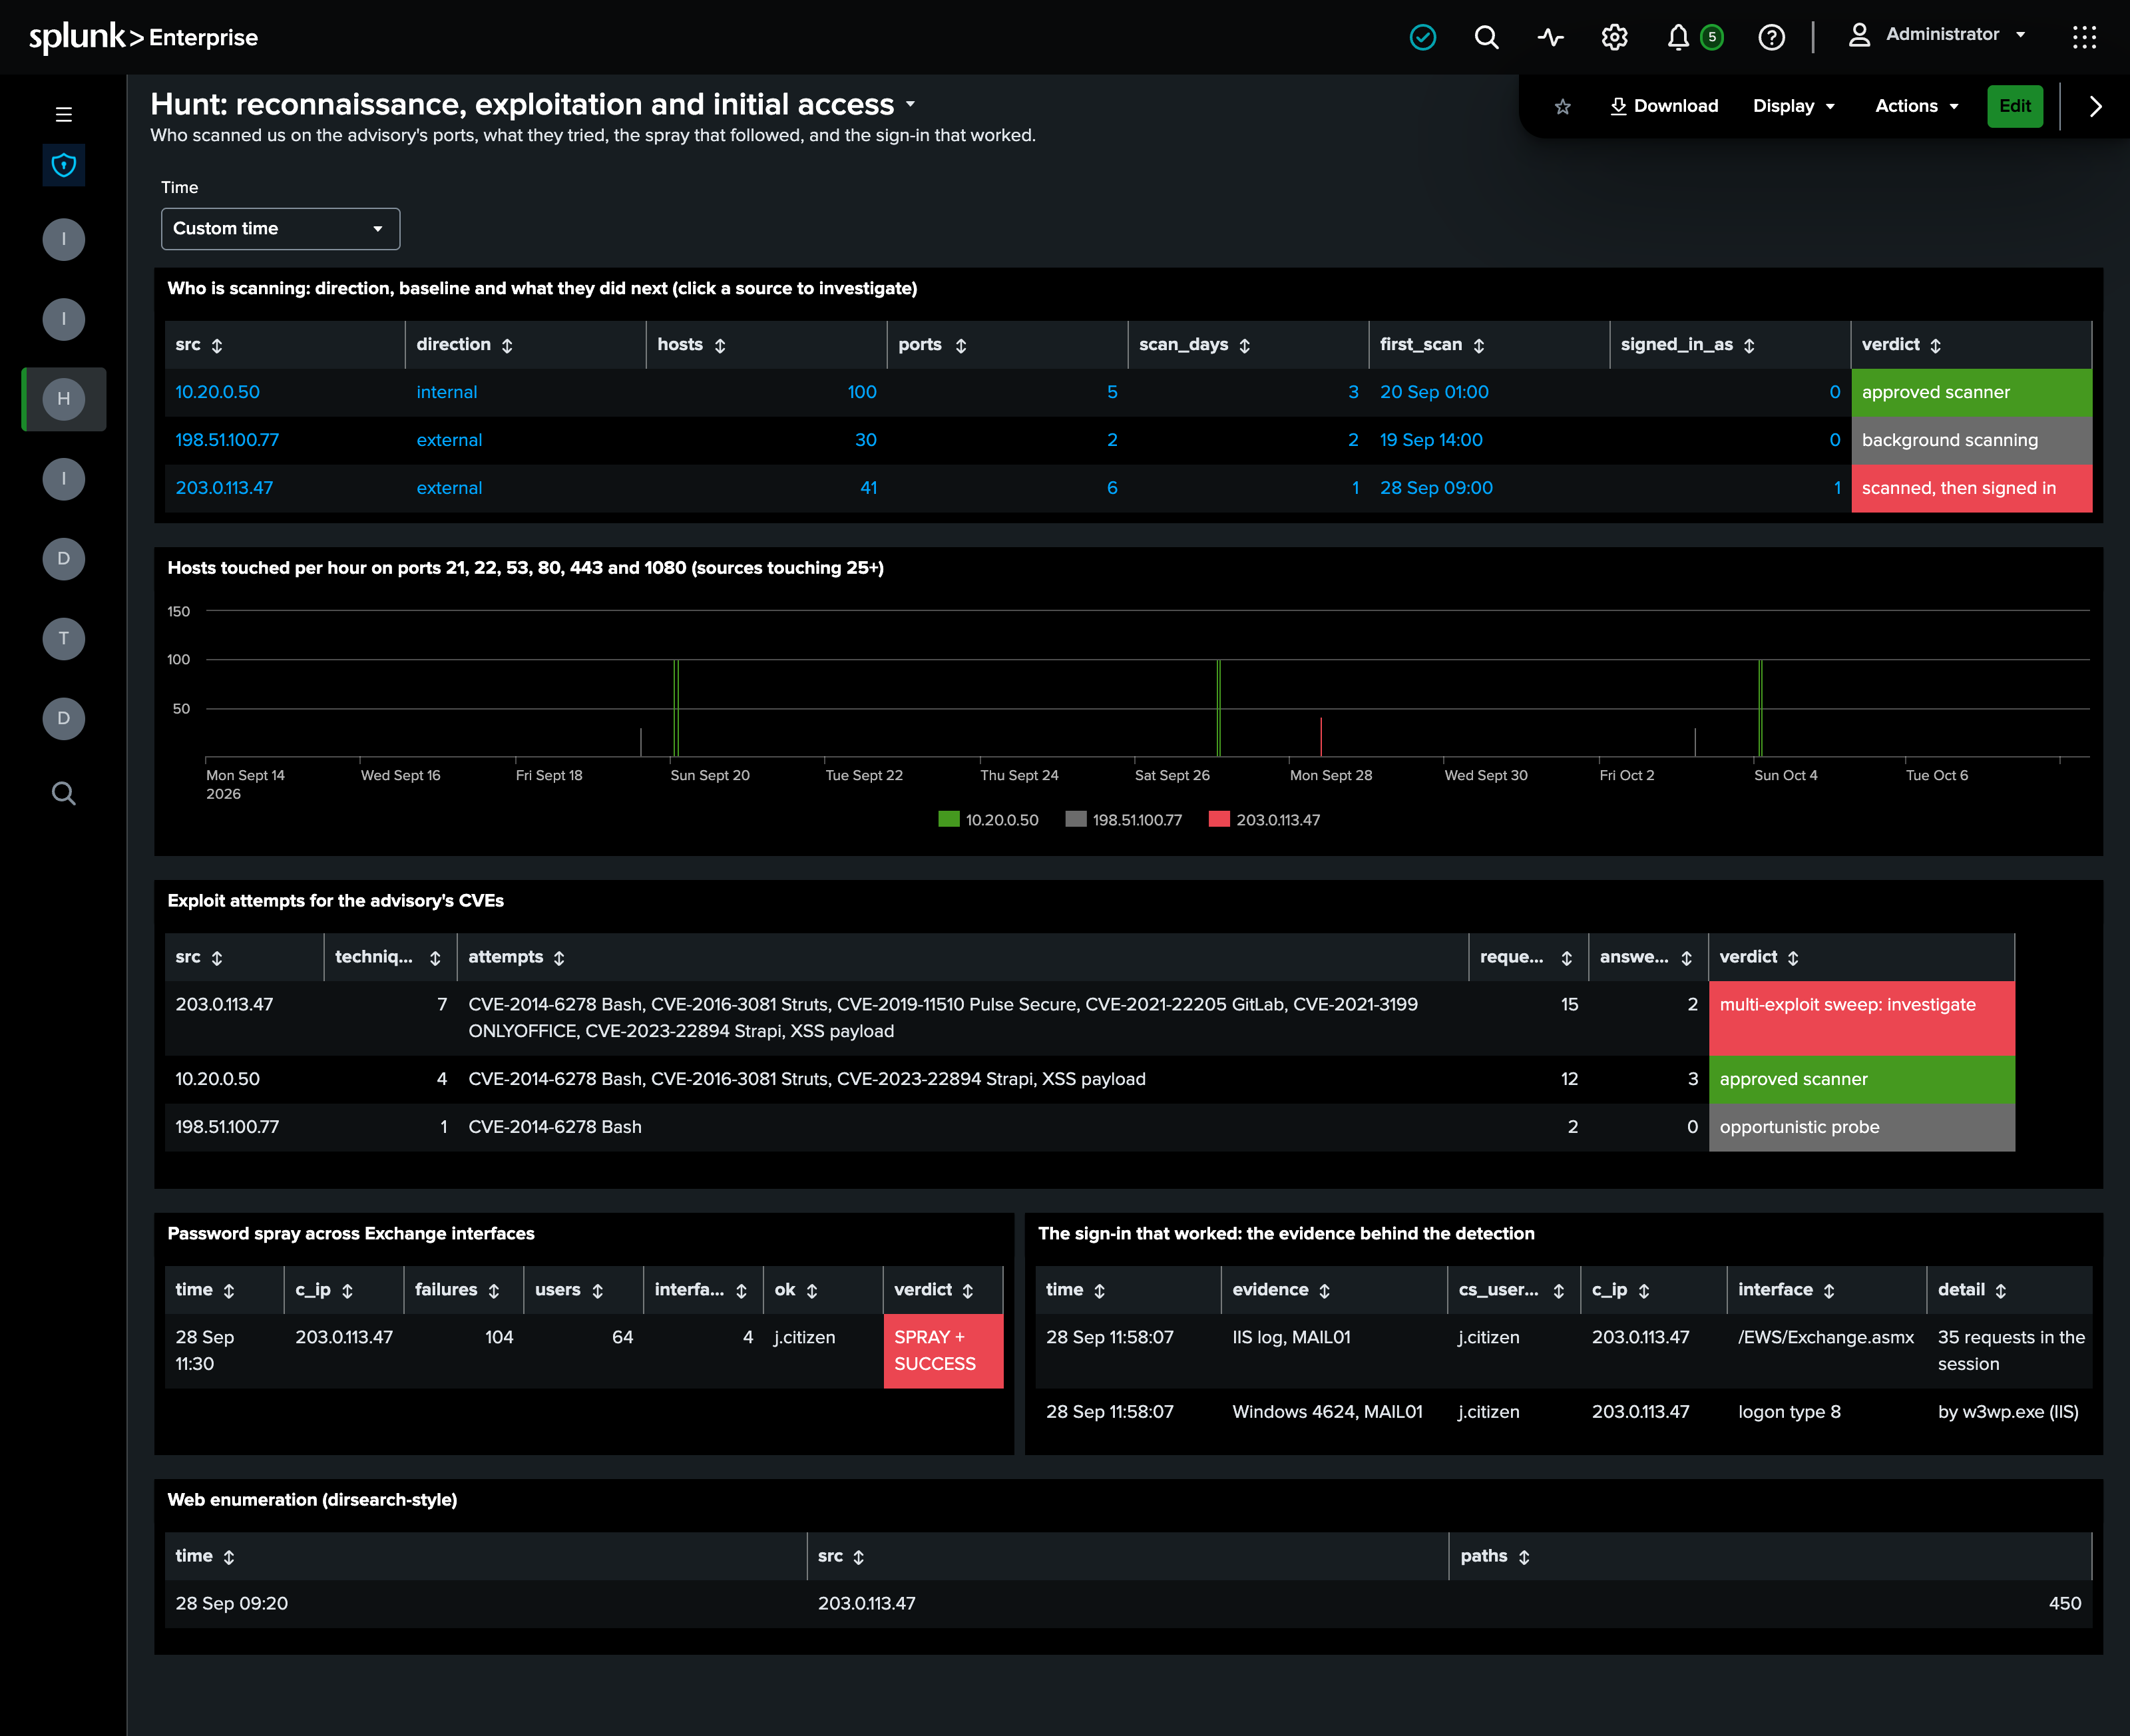 splunk> Enterprise
5
Administrator
Hunt: reconnaissance, exploitation and initial access
Who scanned us on the advisory's ports, what they tried, the spray that followed, and the sign-in that worked.
Download
Display
Actions
Edit
I
I
H
I
D
T
D
Time
Custom time
Who is scanning: direction, baseline and what they did next (click a source to investigate)
src direction hosts ports scan_days first_scan signed_in_as verdict
10.20.0.50 internal 100 5 3 20 Sep 01:00 0 approved scanner
198.51.100.77 external 30 2 2 19 Sep 14:00 0 background scanning
203.0.113.47 external 41 6 1 28 Sep 09:00 1 scanned, then signed in
Hosts touched per hour on ports 21, 22, 53, 80, 443 and 1080 (sources touching 25+)
150
100
50
Mon Sept 14 Wed Sept 16 Fri Sept 18 Sun Sept 20 Tue Sept 22 Thu Sept 24 Sat Sept 26 Mon Sept 28 Wed Sept 30 Fri Oct 2 Sun Oct 4 Tue Oct 6
2026
10.20.0.50 198.51.100.77 203.0.113.47
Exploit attempts for the advisory's CVEs
src techniq... attempts reque... answe... verdict
203.0.113.47 7 CVE-2014-6278 Bash, CVE-2016-3081 Struts, CVE-2019-11510 Pulse Secure, CVE-2021-22205 GitLab, CVE-2021-3199 15 2 multi-exploit sweep: investigate
ONLYOFFICE, CVE-2023-22894 Strapi, XSS payload
10.20.0.50 4 CVE-2014-6278 Bash, CVE-2016-3081 Struts, CVE-2023-22894 Strapi, XSS payload 12 3 approved scanner
198.51.100.77 1 CVE-2014-6278 Bash 2 0 opportunistic probe
Password spray across Exchange interfaces
time c_ip failures users interfa... ok verdict
28 Sep 203.0.113.47 104 64 4 j.citizen SPRAY +
11:30 SUCCESS
The sign-in that worked: the evidence behind the detection
time evidence cs_user... c_ip interface detail
28 Sep 11:58:07 IIS log, MAIL01 j.citizen 203.0.113.47 /EWS/Exchange.asmx 35 requests in the
session
28 Sep 11:58:07 Windows 4624, MAIL01 j.citizen 203.0.113.47 logon type 8 by w3wp.exe (IIS)
Web enumeration (dirsearch-style)
time src paths
28 Sep 09:20 203.0.113.47 450